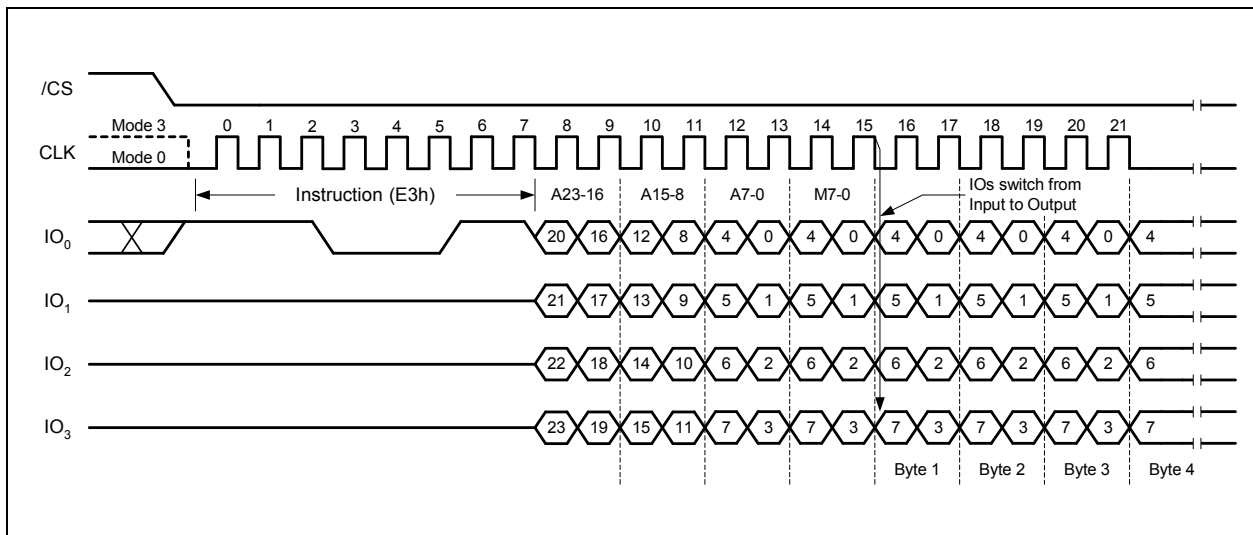 /CS
Mode 3 0 1 2 3 4 5 6 7 8 9 10 11 12 13 14 15 16 17 18 19 20 21
CLK
Mode 0
Instruction (E3h) A23-16 A15-8 A7-0 M7-0
IOs switch from
Input to Output
IO0 20 16 12 8 4 0 4 0 4 0 4 0 4 0 4
IO1 21 17 13 9 5 1 5 1 5 1 5 1 5 1 5
IO2 22 18 14 10 6 2 6 2 6 2 6 2 6 2 6
IO3 23 19 15 11 7 3 7 3 7 3 7 3 7 3 7
Byte 1 Byte 2 Byte 3 Byte 4